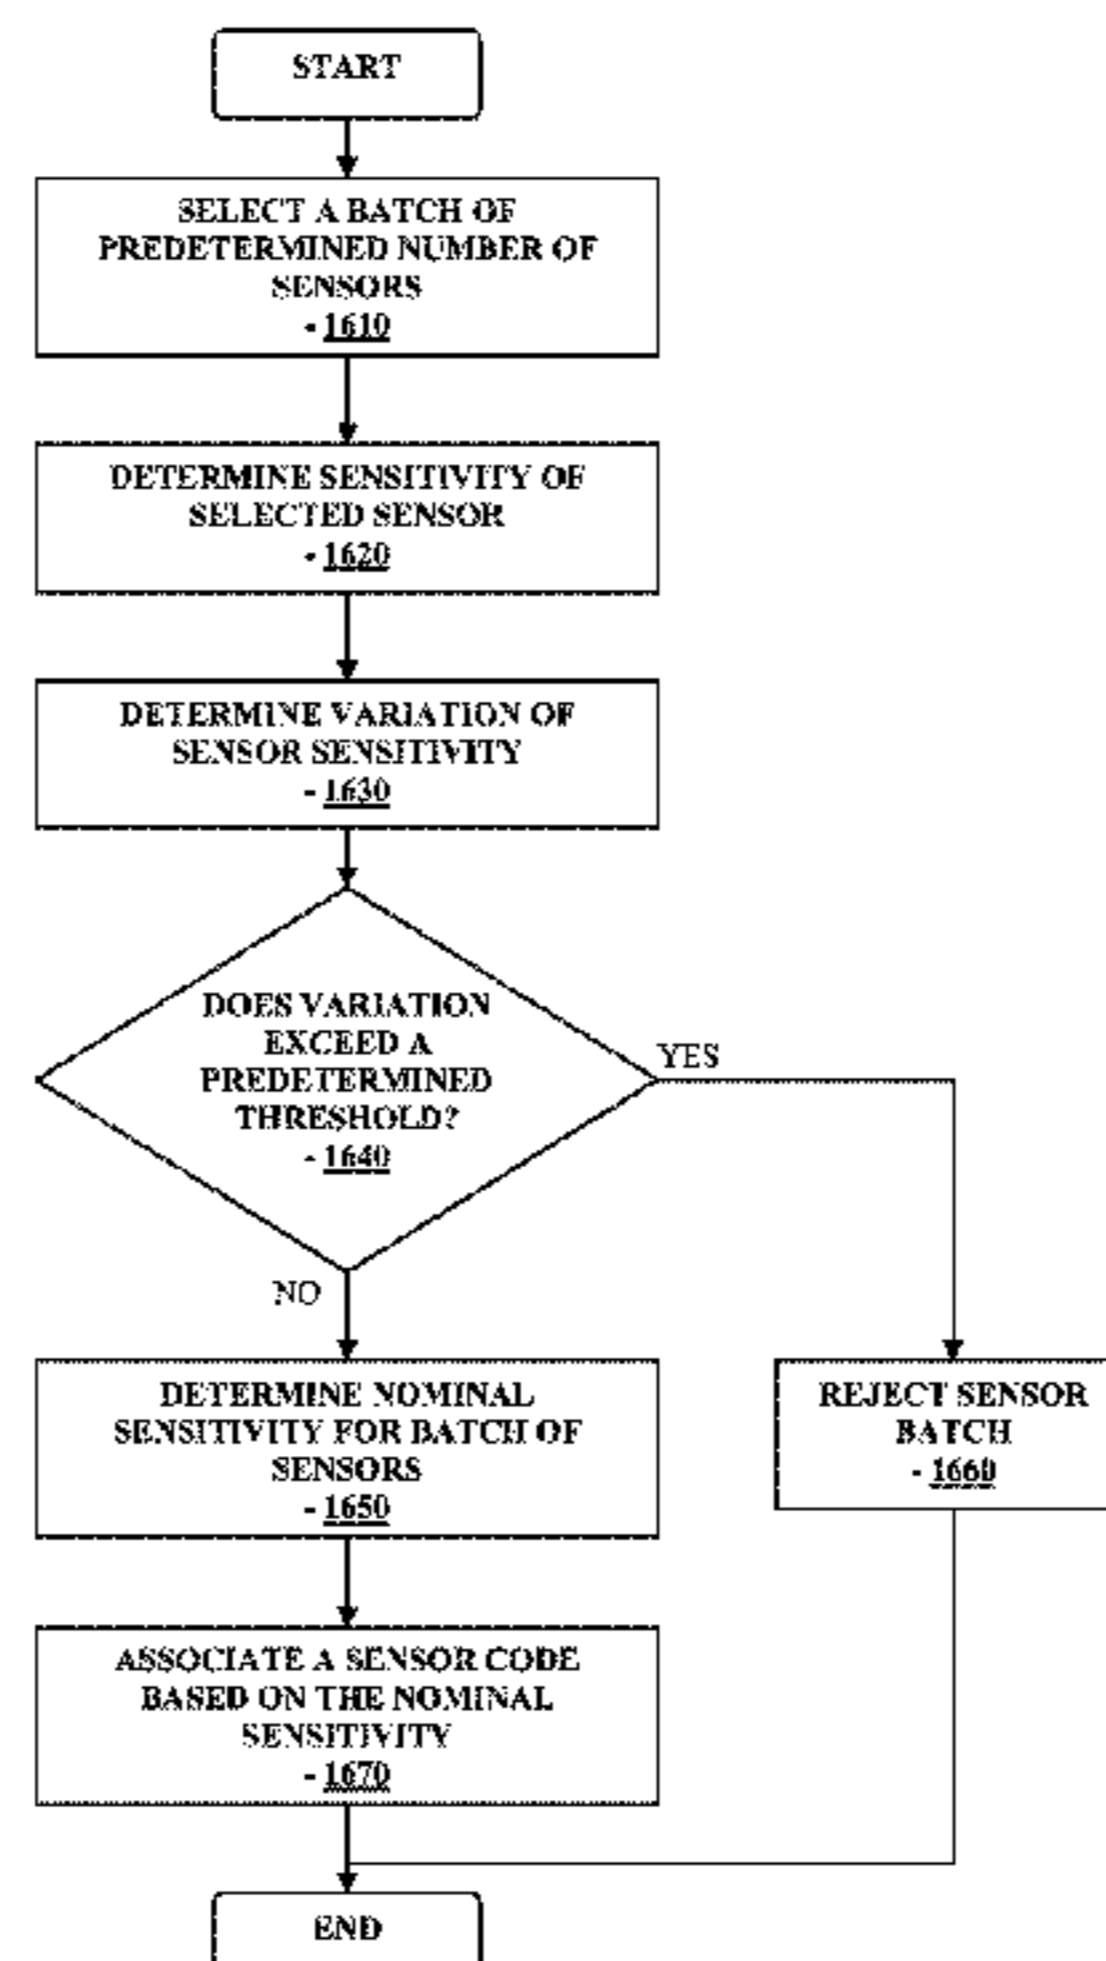 START
SELECT A BATCH OF
PREDETERMINED NUMBER OF
SENSORS
- 1610
DETERMINE SENSITIVITY OF
SELECTED SENSOR
- 1620
DETERMINE VARIATION OF
SENSOR SENSITIVITY
- 1630
DOES VARIATION
EXCEED A
PREDETERMINED
THRESHOLD?
- 1640
YES
NO
DETERMINE NOMINAL
SENSITIVITY FOR BATCH OF
SENSORS
- 1650
REJECT SENSOR
BATCH
- 1660
ASSOCIATE A SENSOR CODE
BASED ON THE NOMINAL
SENSITIVITY
- 1670
END